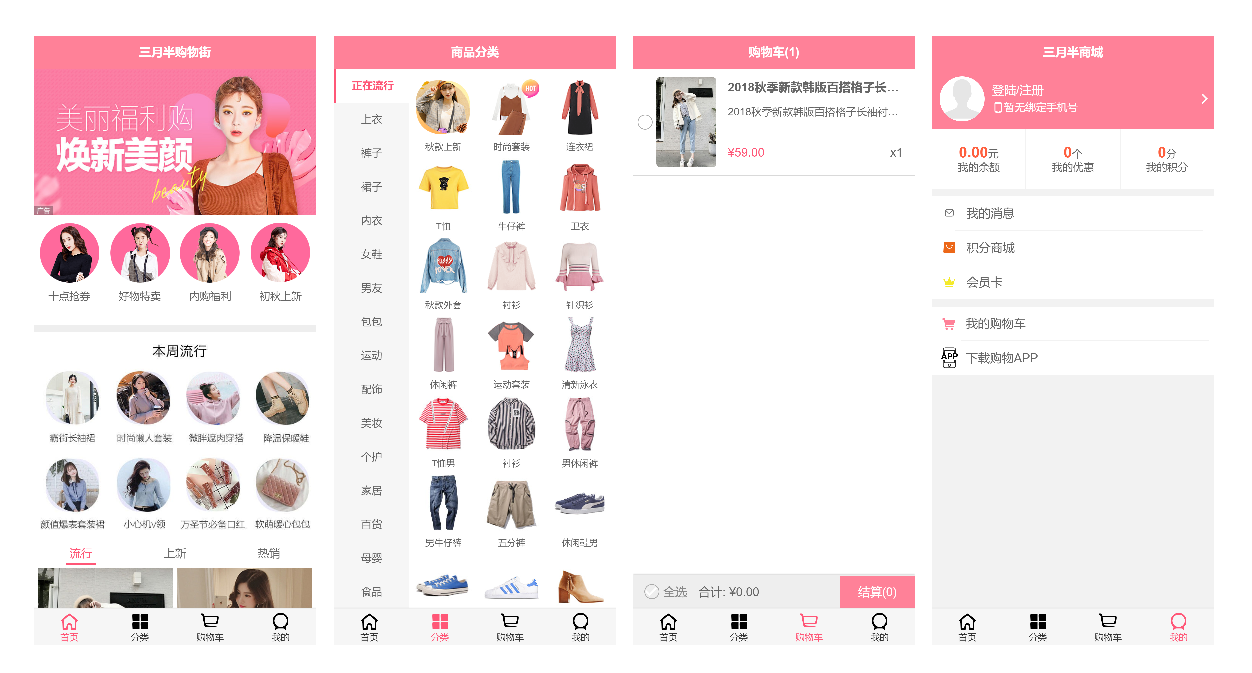 三月半购物街
美丽福利购
焕新美颜
beauty
广告
十点抢券
好物特卖
内购福利
初秋上新
本周流行
霸街长袖裙
时尚懒人套装
微胖遮肉穿搭
降温保暖鞋
颜值爆表套装裙
小心机V领
万圣节必备口红
软萌暖心包包
流行
上新
热销
首页
分类
购物车
我的
商品分类
正在流行
上衣
裤子
裙子
内衣
女鞋
男友
包包
运动
配饰
美妆
个护
家居
百货
母婴
食品
HOT
秋款上新
时尚套装
连衣裙
T恤
牛仔裤
卫衣
秋款外套
衬衫
针织衫
休闲裤
运动套装
清新泳衣
T恤男
衬衫
男休闲裤
男牛仔裤
五分裤
休闲鞋男
首页
分类
购物车
我的
购物车(1)
2018秋季新款韩版百搭格子长...
2018秋季新款韩版百搭格子长袖衬...
¥59.00
x1
全选
合计: ¥0.00
结算(0)
首页
分类
购物车
我的
三月半商城
登陆/注册
暂无绑定手机号
0.00元
0个
0分
我的余额
我的优惠
我的积分
我的消息
积分商城
会员卡
我的购物车
APP
下载购物APP
首页
分类
购物车
我的